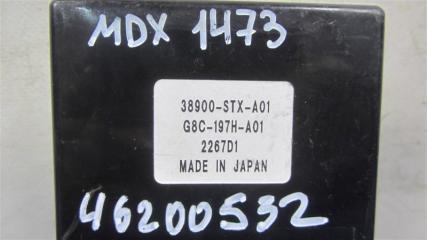 MDX 1473
38900-STX-A01
G8C-197H-A01
2267D1
MADE IN JAPAN
46200532